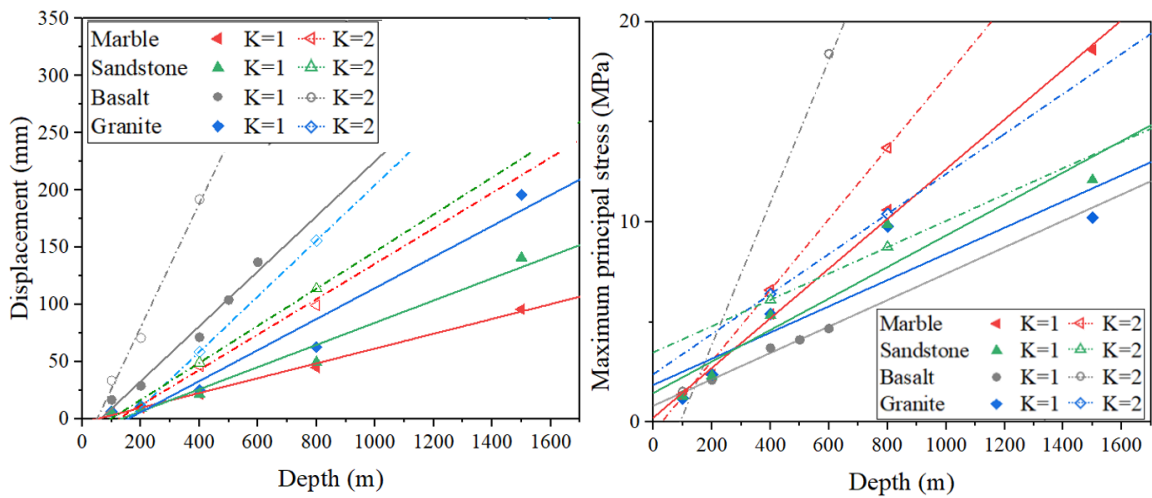 350
300
250
200
150
100
50
0
Displacement (mm)
Marble K=1 K=2
Sandstone K=1 K=2
Basalt K=1 K=2
Granite K=1 K=2
0 200 400 600 800 1000 1200 1400 1600
Depth (m)
20
10
0
Maximum principal stress (MPa)
Marble K=1 K=2
Sandstone K=1 K=2
Basalt K=1 K=2
Granite K=1 K=2
0 200 400 600 800 1000 1200 1400 1600
Depth (m)